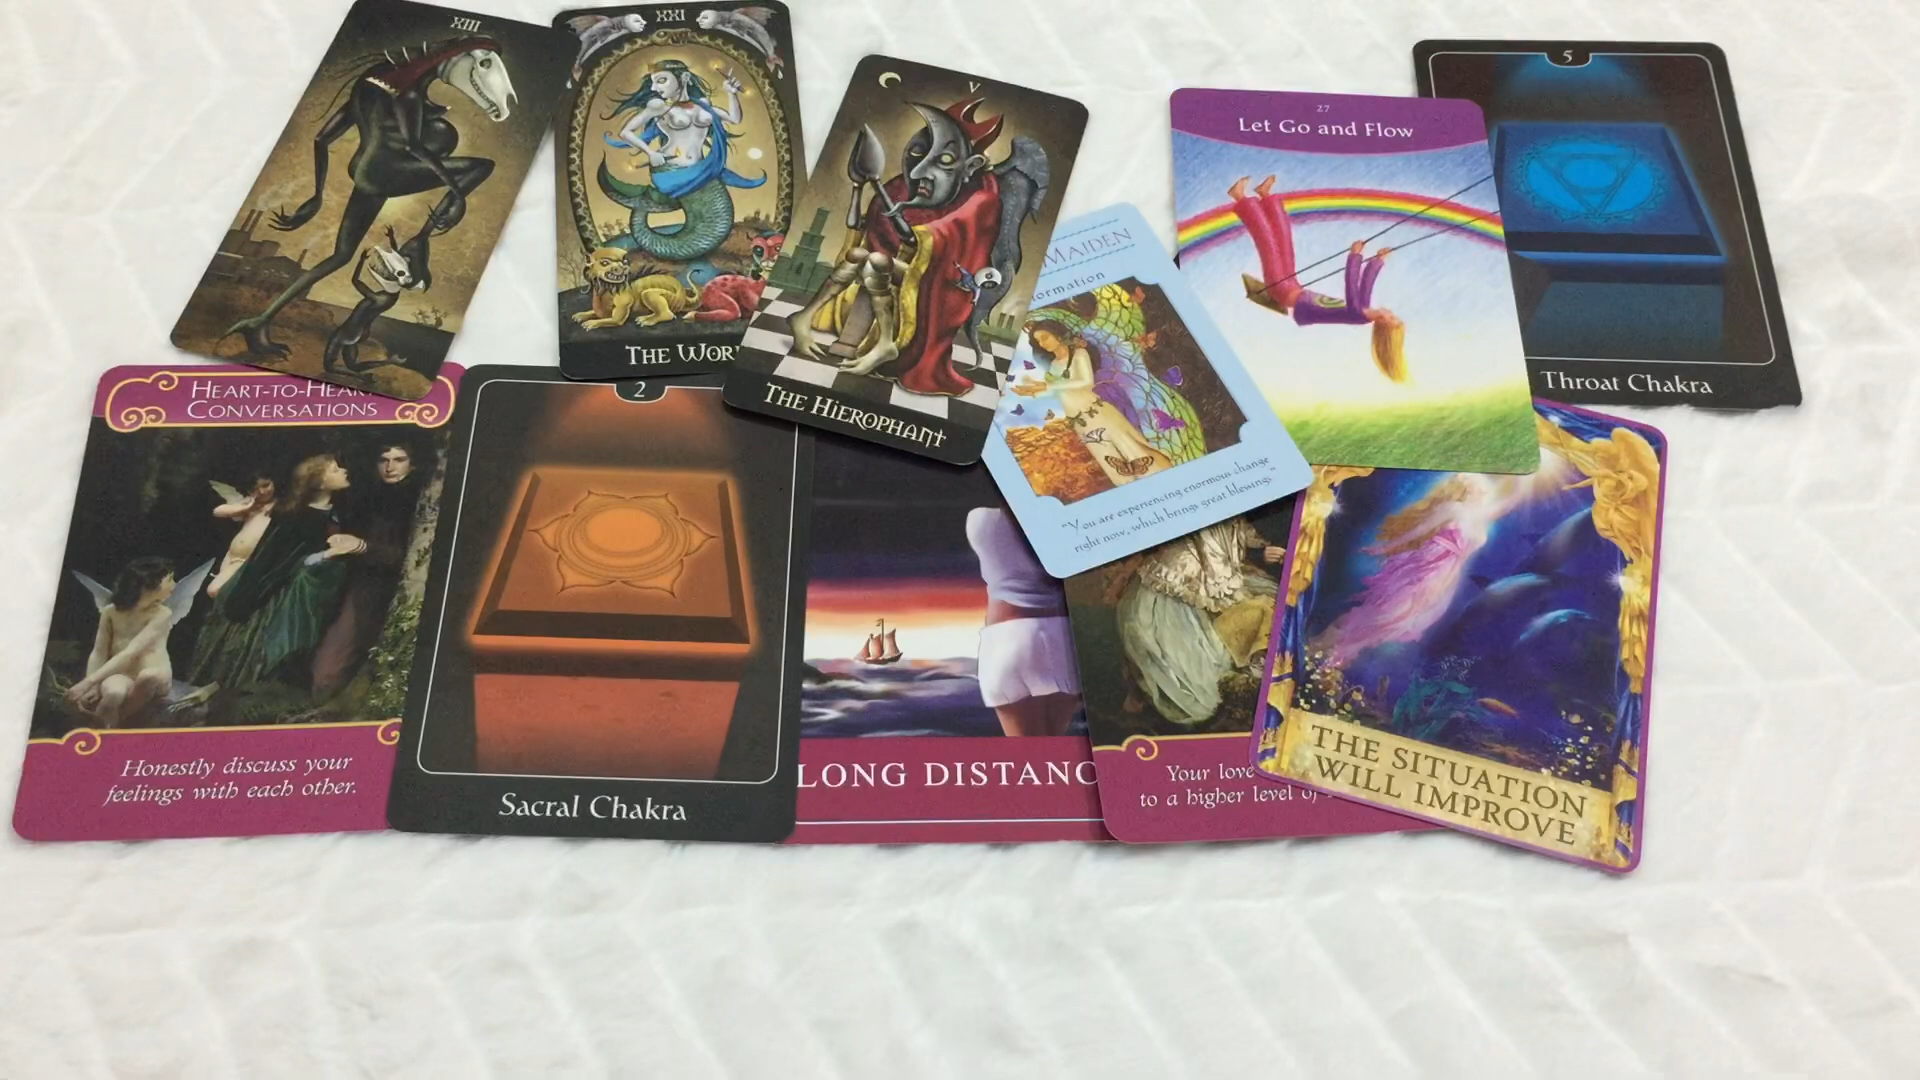 XIII
XXI
THE WOR
V
THE HIEROPHANT
MAIDEN
ormation
"You are experiencing enormous change
right now, which brings great blessings."
27
Let Go and Flow
5
Throat Chakra
HEART-TO-HEAR
CONVERSATIONS
Honestly discuss your
feelings with each other.
2
Sacral Chakra
LONG DISTANC
Your love
to a higher level of
THE SITUATION
WILL IMPROVE